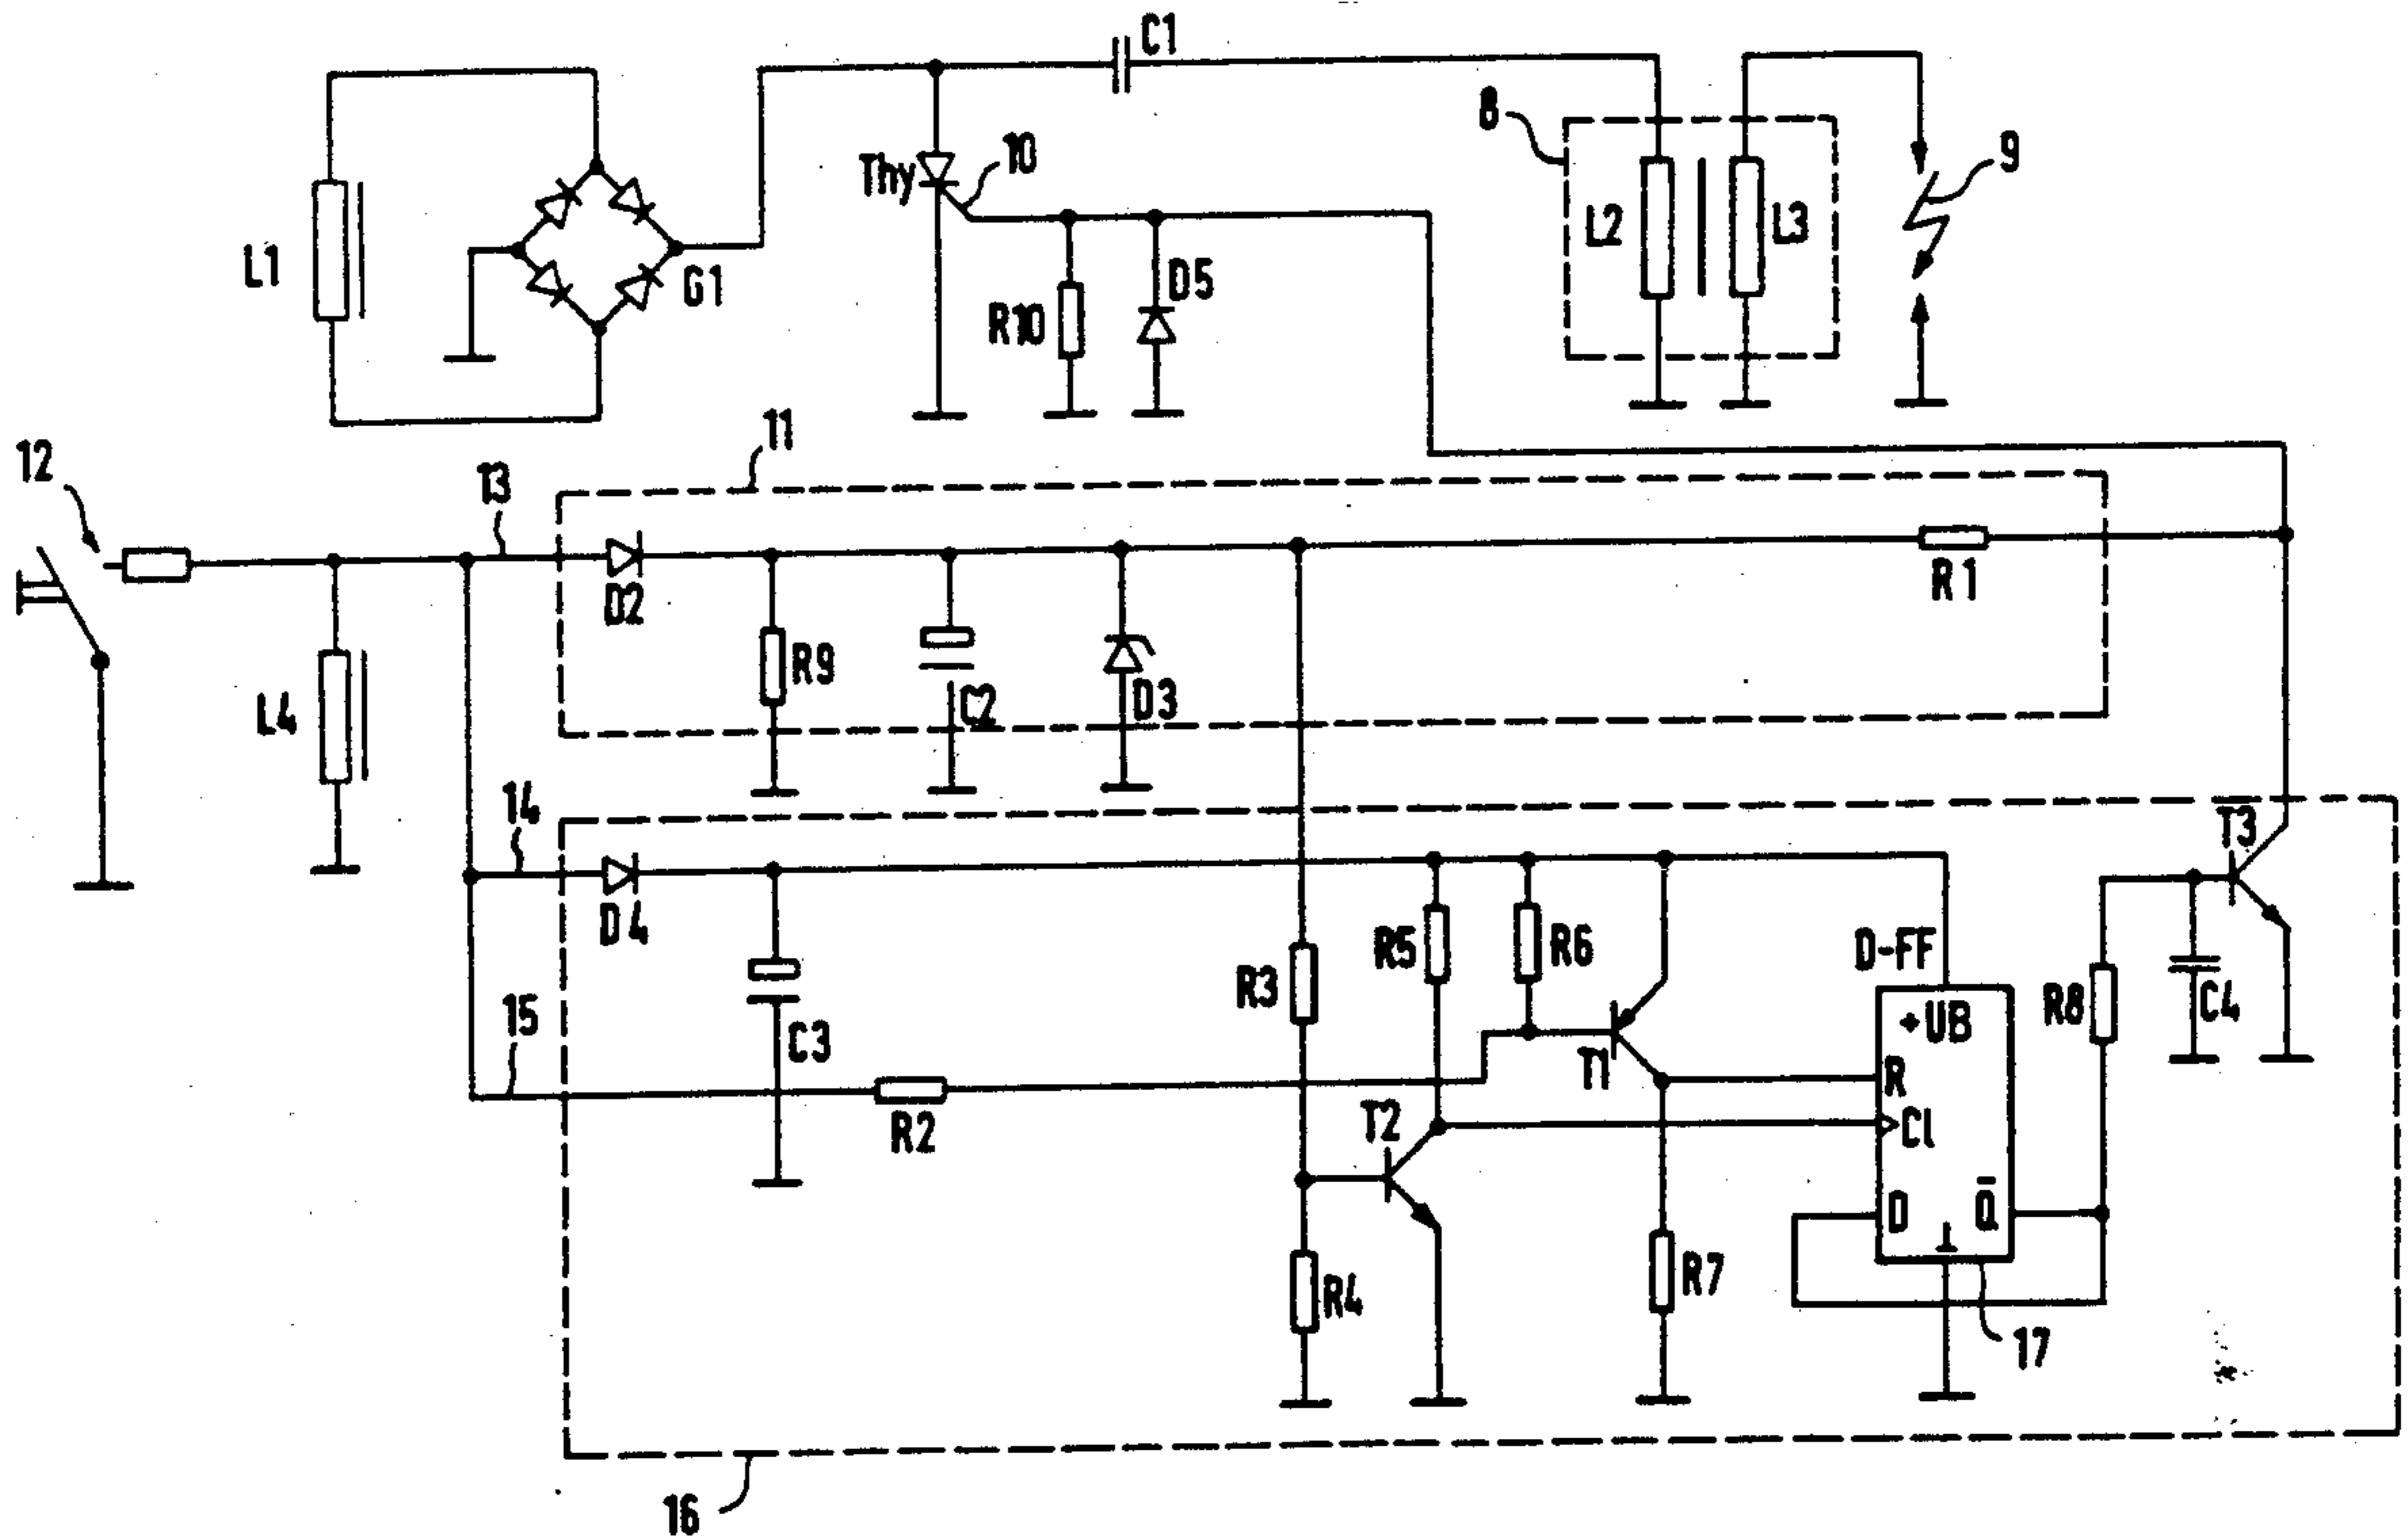 C1
8
9
10
Thy
L1
G1
L2
L3
R10
D5
11
12
13
R1
D2
R9
C2
D3
L4
14
T3
D4
R5
R6
D-FF
R3
15
C3
+UB
R8
C4
T1
R
R2
T2
Cl
D
Q̅
R4
R7
17
16